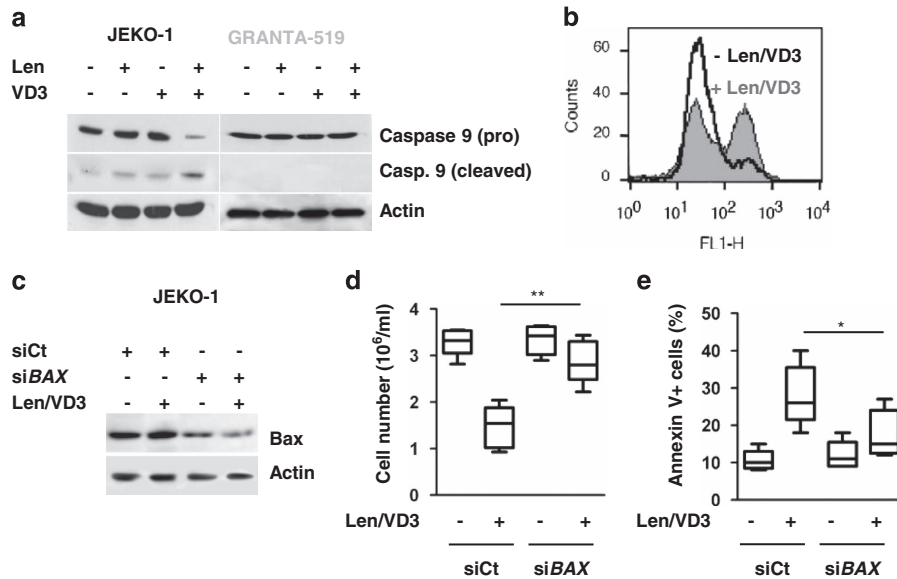 a
JEKO-1 GRANTA-519
Len - + - + - + - +
VD3 - - + + - - + +
Caspase 9 (pro)
Casp. 9 (cleaved)
Actin
b
60
40
20
0
Counts
- Len/VD3
+ Len/VD3
10⁰ 10¹ 10² 10³ 10⁴
FL1-H
c
JEKO-1
siCt + + - -
siBAX - - + +
Len/VD3 - + - +
Bax
Actin
d
**
4
3
2
1
0
Cell number (10⁶/ml)
Len/VD3 - + - +
siCt siBAX
e
*
50
40
30
20
10
0
Annexin V+ cells (%)
Len/VD3 - + - +
siCt siBAX